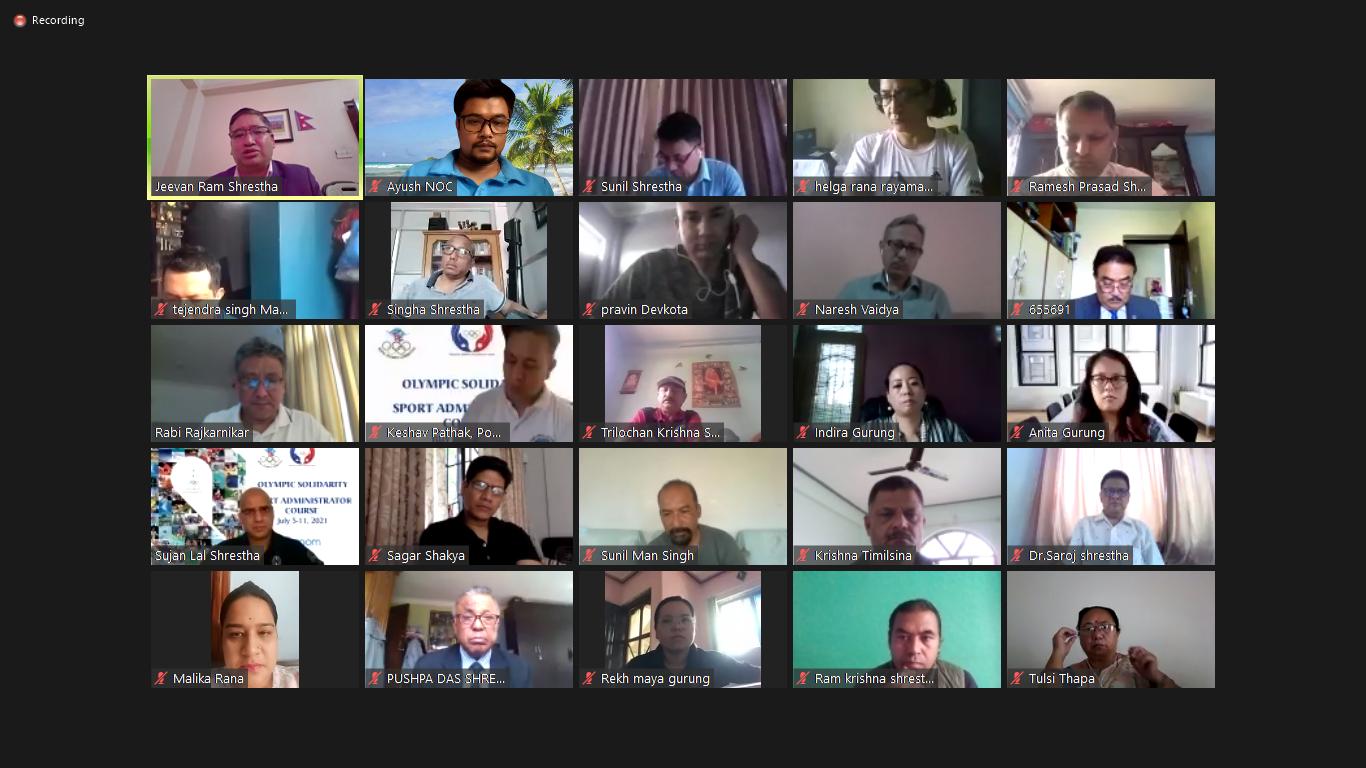 Recording
Jeevan Ram Shrestha
Ayush NOC
Sunil Shrestha
helga rana rayama...
Ramesh Prasad Sh...
tejendra singh Ma...
Singha Shrestha
pravin Devkota
Naresh Vaidya
655691
OLYMPIC SOLIDA
SPORT ADM
CO
Rabi Rajkarnikar
Keshav Pathak, Po...
Trilochan Krishna S...
Indira Gurung
Anita Gurung
OLYMPIC SOLIDARITY
RT ADMINISTRATOR
COURSE
July 5-11, 2021
zoom
Sujan Lal Shrestha
Sagar Shakya
Sunil Man Singh
Krishna Timilsina
Dr.Saroj shrestha
Malika Rana
PUSHPA DAS SHRE...
Rekh maya gurung
Ram krishna shrest...
Tulsi Thapa